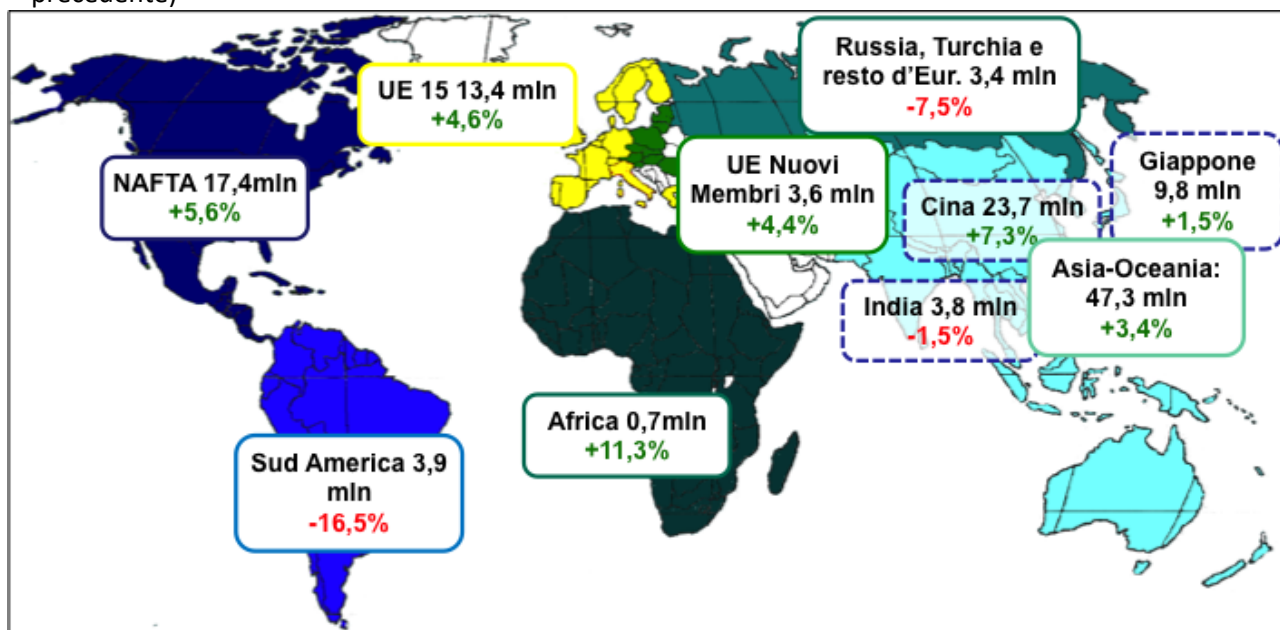 precedente)
Russia, Turchia e
resto d'Eur. 3,4 mln
-7,5%
UE 15 13,4 mln
+4,6%
NAFTA 17,4mln
+5,6%
UE Nuovi
Membri 3,6 mln
+4,4%
Cina 23,7 mln
+7,3%
Giappone
9,8 mln
+1,5%
Asia-Oceania:
47,3 mln
+3,4%
India 3,8 mln
-1,5%
Africa 0,7mln
+11,3%
Sud America 3,9
mln
-16,5%